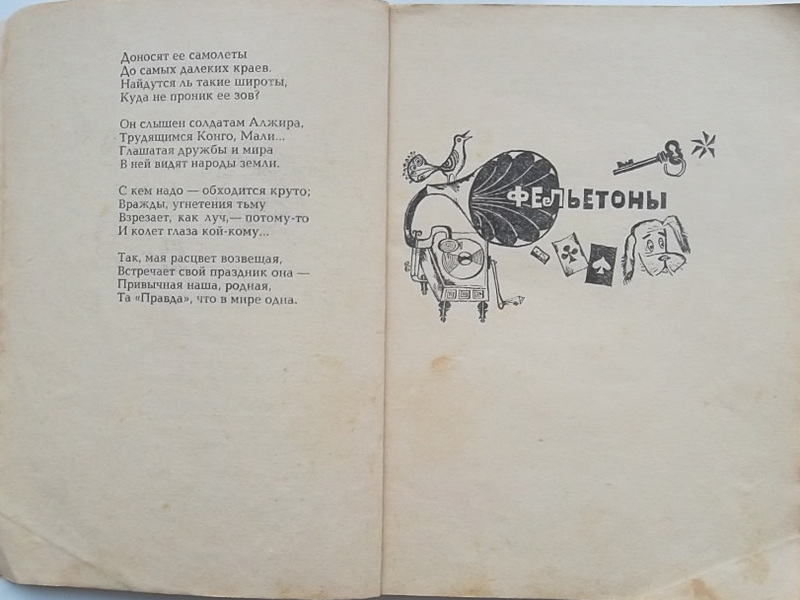 Доносят ее самолеты
До самых далеких краев.
Найдутся ль такие широты,
Куда не проник ее зов?
Он слышен солдатам Алжира,
Трудящимся Конго, Мали...
Глашатая дружбы и мира
В ней видят народы земли.
С кем надо — обходится круто;
Вражды, угнетения тьму
Взрезает, как луч,— потому-то
И колет глаза кой-кому...
Так, мая расцвет возвещая,
Встречает свой праздник она —
Привычная наша, родная,
Та «Правда», что в мире одна.
ФЕЛЬЕТОНЫ